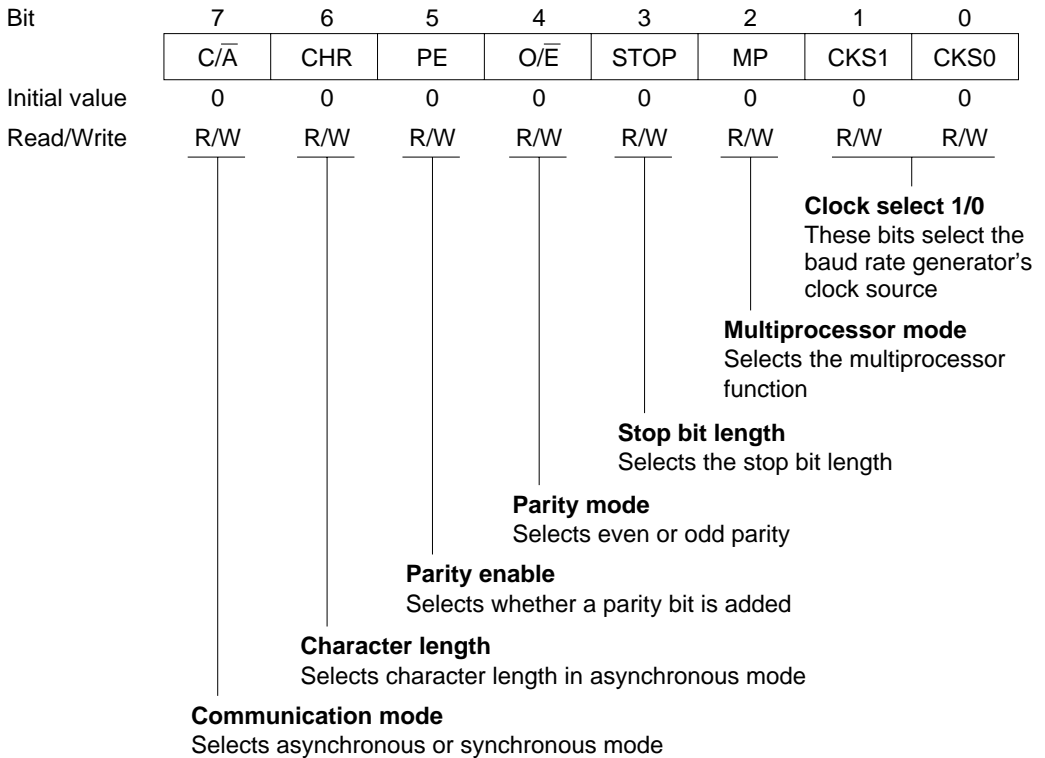 Bit 7 6 5 4 3 2 1 0
C/A̅ CHR PE O/E̅ STOP MP CKS1 CKS0
Initial value 0 0 0 0 0 0 0 0
Read/Write R/W R/W R/W R/W R/W R/W R/W R/W
Clock select 1/0
These bits select the
baud rate generator's
clock source
Multiprocessor mode
Selects the multiprocessor
function
Stop bit length
Selects the stop bit length
Parity mode
Selects even or odd parity
Parity enable
Selects whether a parity bit is added
Character length
Selects character length in asynchronous mode
Communication mode
Selects asynchronous or synchronous mode